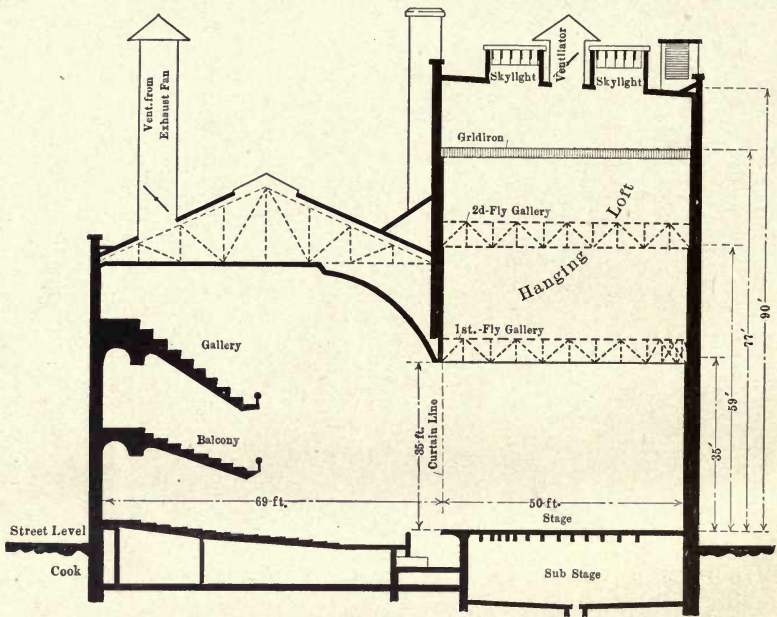 Vent. from
Exhaust Fan
Ventilator
Skylight
Skylight
Gridiron
2d-Fly Gallery
Hanging Loft
1st.-Fly Gallery
Gallery
Balcony
35 ft.
Curtain Line
69 ft.
50 ft.
Stage
35'
59'
77'
90'
Street Level
Cook
Sub Stage